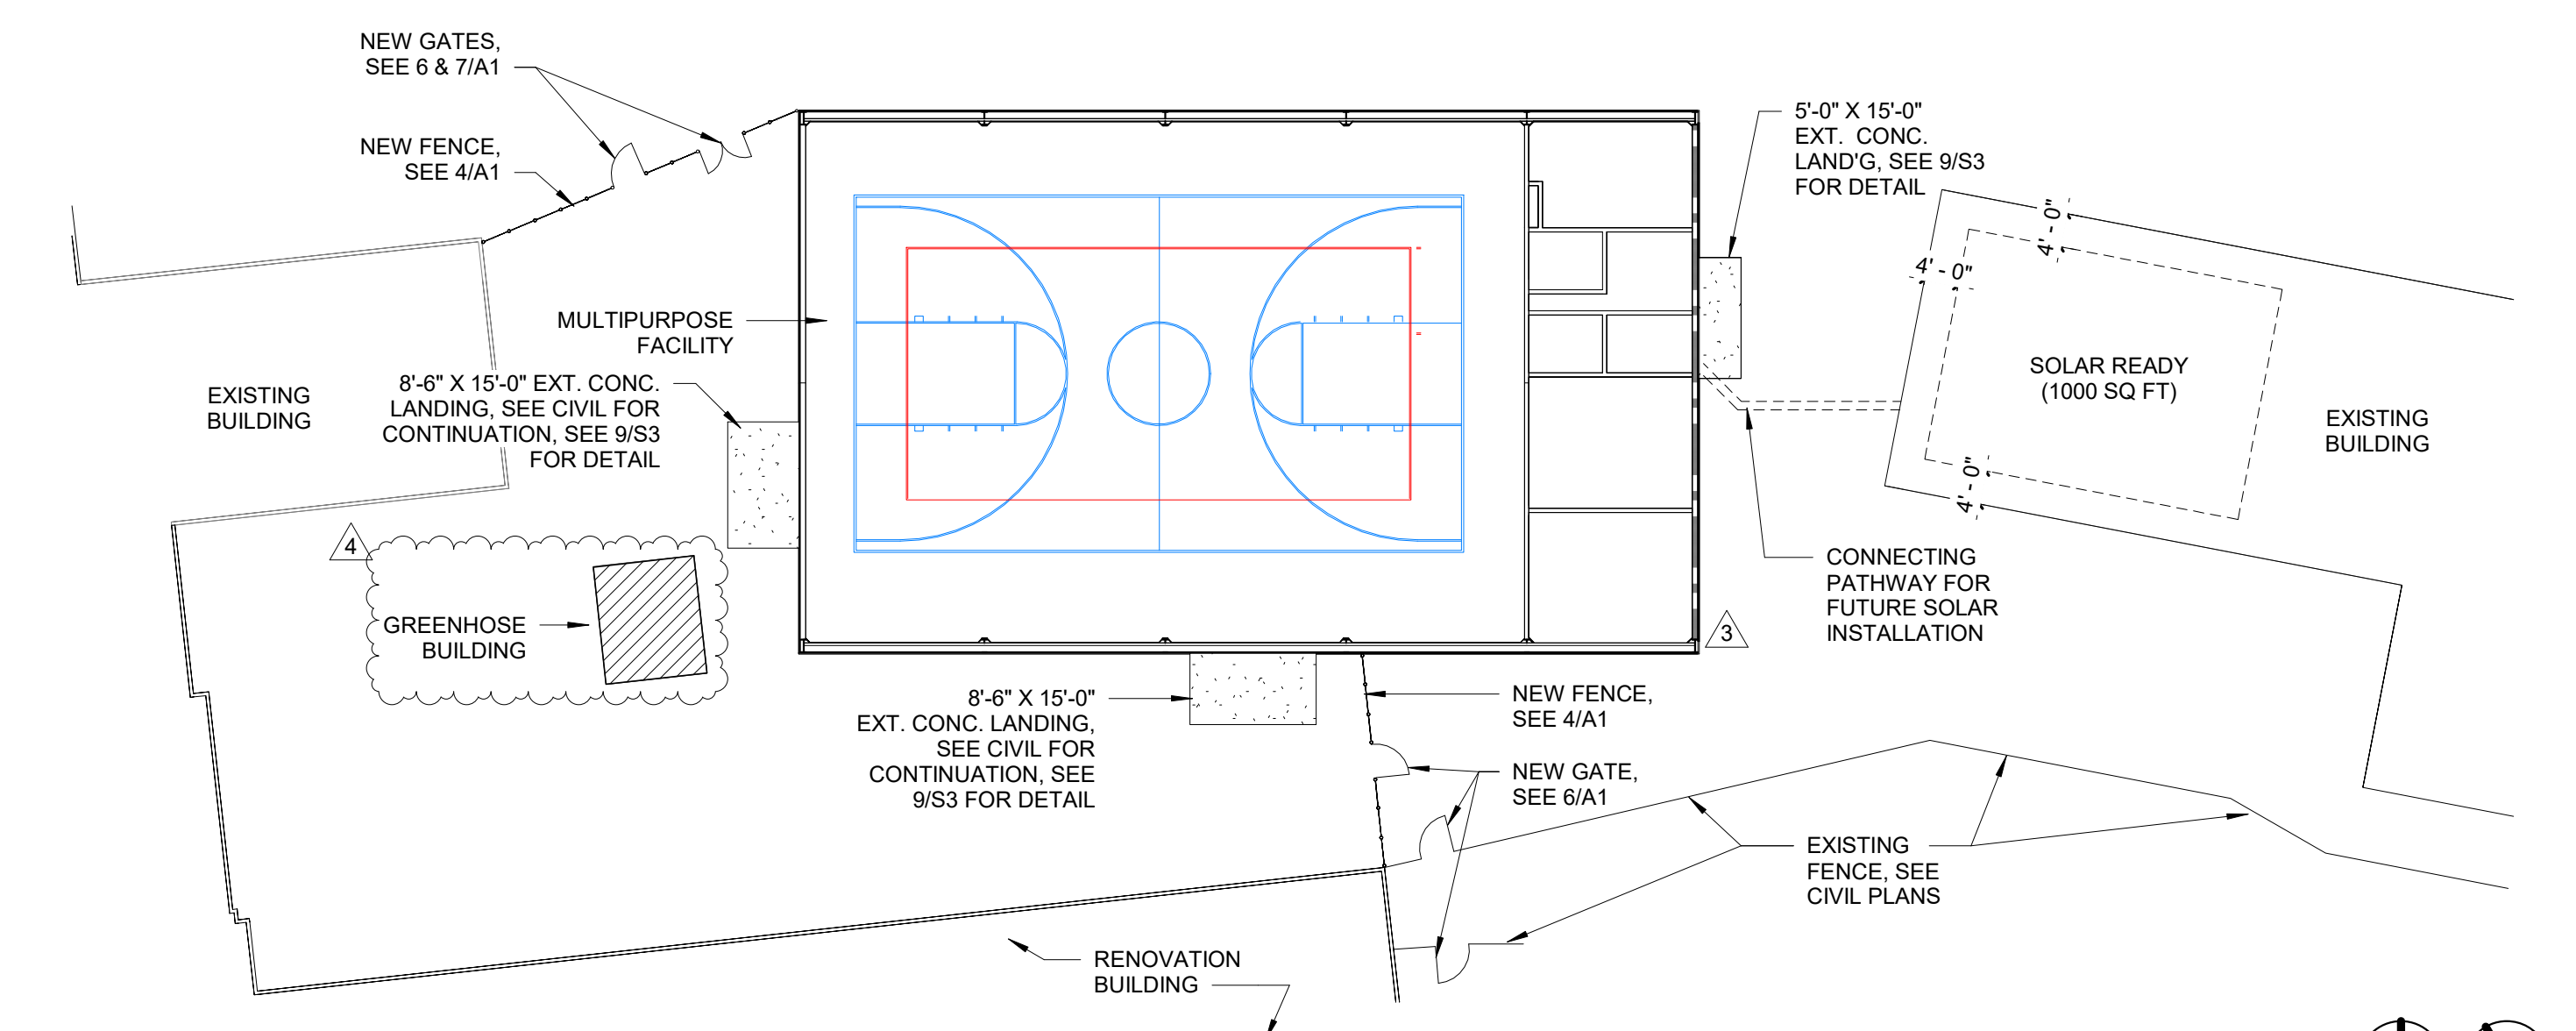 NEW GATES,
SEE 6 & 7/A1
NEW FENCE,
SEE 4/A1
5'-0" X 15'-0"
EXT. CONC.
LAND'G, SEE 9/S3
FOR DETAIL
4' - 0"
4' - 0"
MULTIPURPOSE
FACILITY
8'-6" X 15'-0" EXT. CONC.
LANDING, SEE CIVIL FOR
CONTINUATION, SEE 9/S3
FOR DETAIL
EXISTING
BUILDING
SOLAR READY
(1000 SQ FT)
EXISTING
BUILDING
4' - 0"
4
GREENHOSE
BUILDING
CONNECTING
PATHWAY FOR
FUTURE SOLAR
INSTALLATION
3
8'-6" X 15'-0"
EXT. CONC. LANDING,
SEE CIVIL FOR
CONTINUATION, SEE
9/S3 FOR DETAIL
NEW FENCE,
SEE 4/A1
NEW GATE,
SEE 6/A1
EXISTING
FENCE, SEE
CIVIL PLANS
RENOVATION
BUILDING